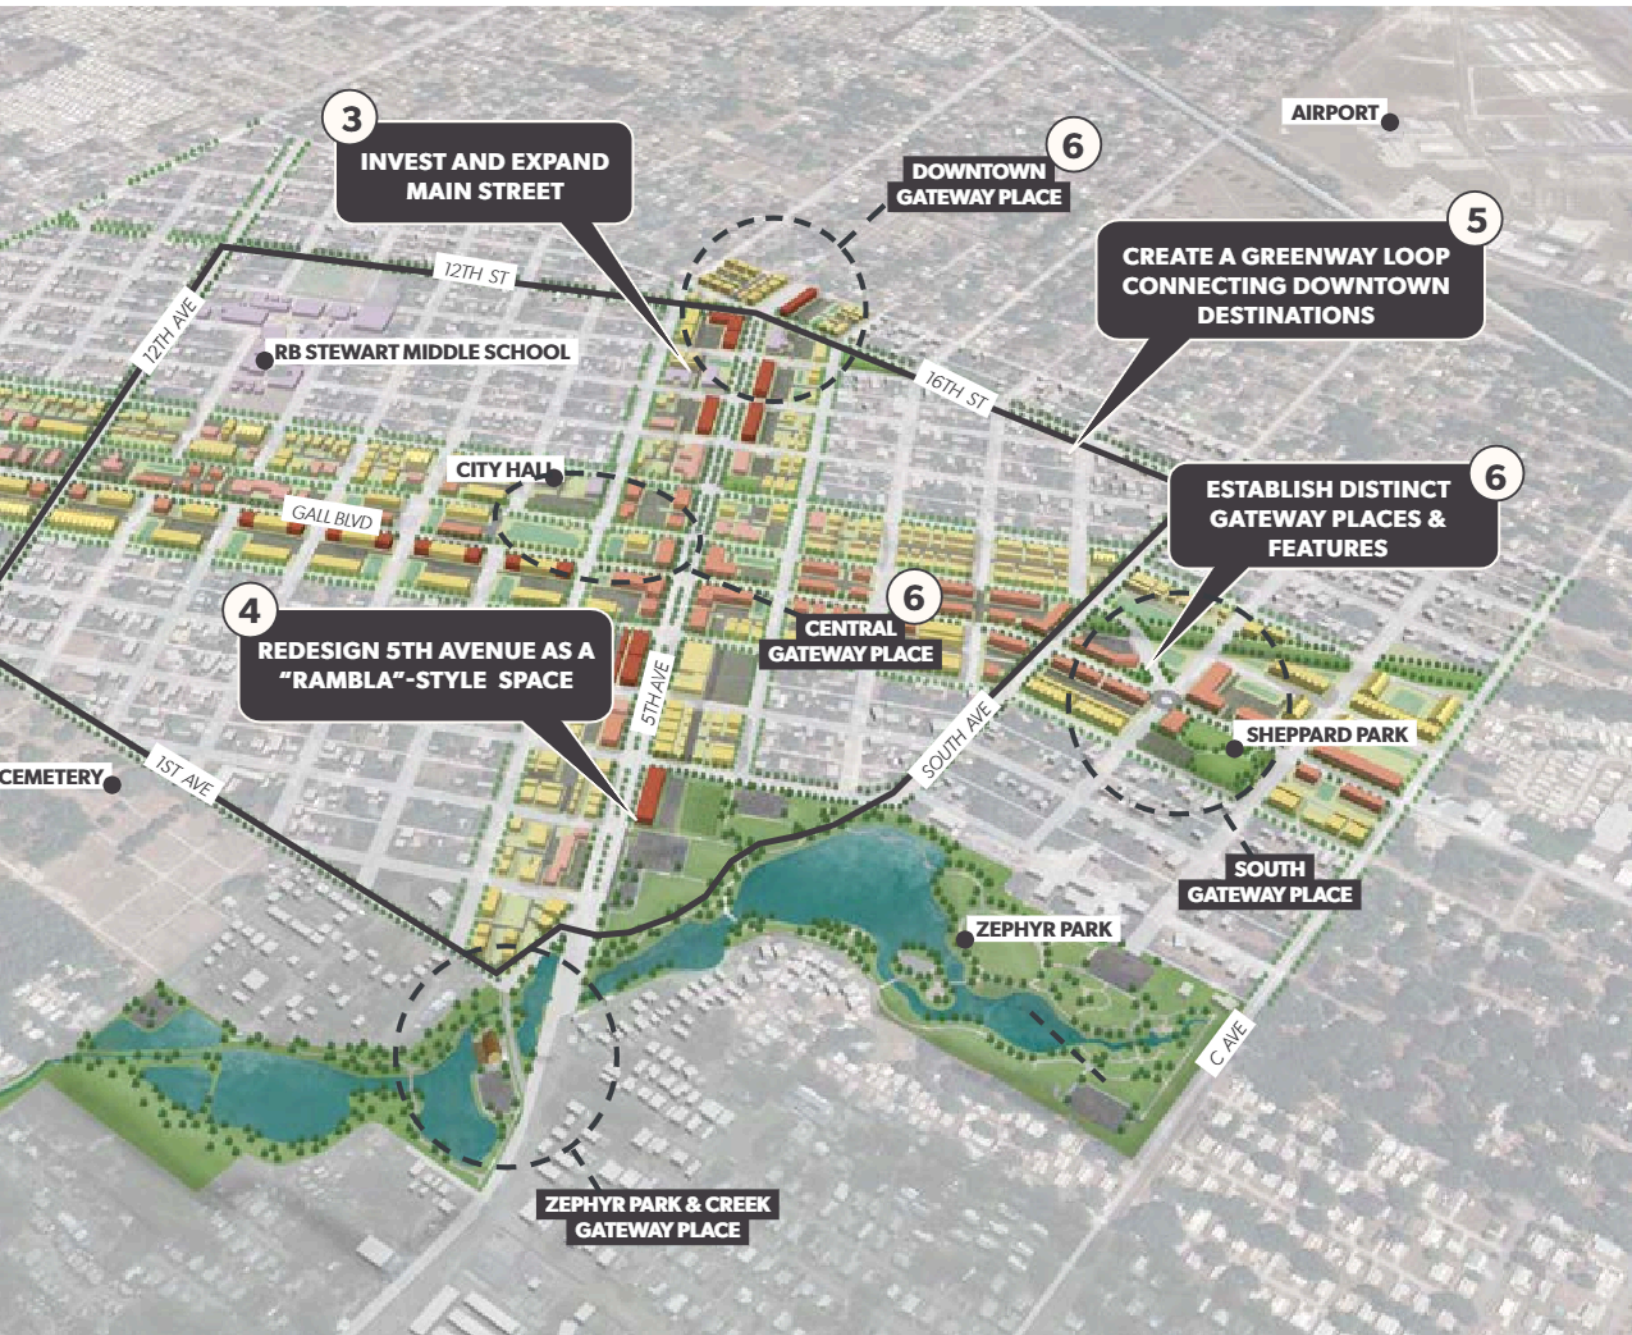 3
INVEST AND EXPAND
MAIN STREET
AIRPORT
6
DOWNTOWN
GATEWAY PLACE
5
CREATE A GREENWAY LOOP
CONNECTING DOWNTOWN
DESTINATIONS
12TH ST
12TH AVE
RB STEWART MIDDLE SCHOOL
16TH ST
CITY HALL
6
ESTABLISH DISTINCT
GATEWAY PLACES &
FEATURES
GALL BLVD
4
REDESIGN 5TH AVENUE AS A
"RAMBLA"-STYLE SPACE
6
CENTRAL
GATEWAY PLACE
5TH AVE
SOUTH AVE
SHEPPARD PARK
CEMETERY
1ST AVE
SOUTH
GATEWAY PLACE
ZEPHYR PARK
C AVE
ZEPHYR PARK & CREEK
GATEWAY PLACE